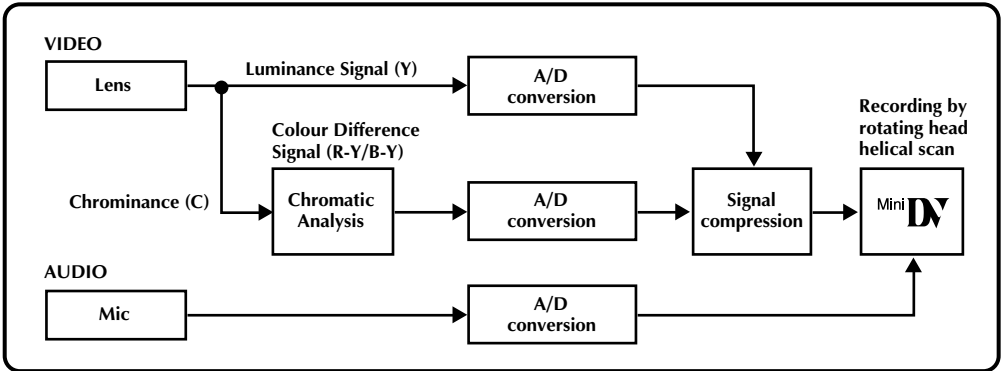 VIDEO
Lens
Luminance Signal (Y)
A/D
conversion
Recording by
rotating head
helical scan
Colour Difference
Signal (R-Y/B-Y)
Chrominance (C)
Chromatic
Analysis
A/D
conversion
Signal
compression
Mini DV
AUDIO
Mic
A/D
conversion